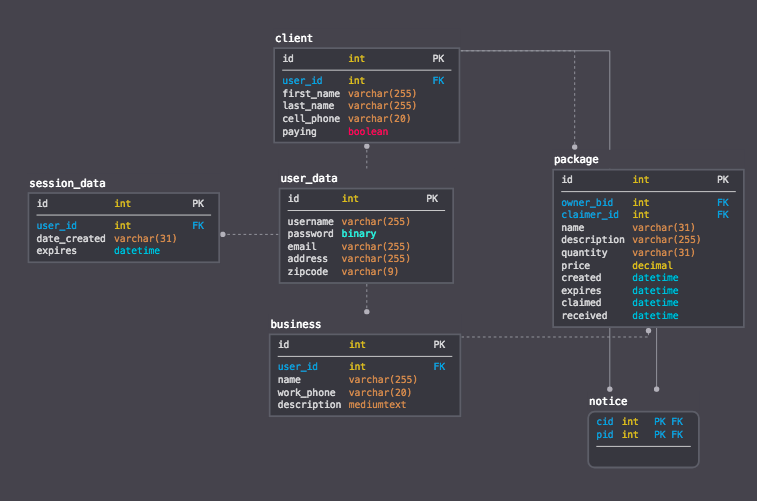 client
id int PK
user_id int FK
first_name varchar(255)
last_name varchar(255)
cell_phone varchar(20)
paying boolean
session_data
id int PK
user_id int FK
date_created varchar(31)
expires datetime
user_data
id int PK
username varchar(255)
password binary
email varchar(255)
address varchar(255)
zipcode varchar(9)
package
id int PK
owner_bid int FK
claimer_id int FK
name varchar(31)
description varchar(255)
quantity varchar(31)
price decimal
created datetime
expires datetime
claimed datetime
received datetime
business
id int PK
user_id int FK
name varchar(255)
work_phone varchar(20)
description mediumtext
notice
cid int PK FK
pid int PK FK